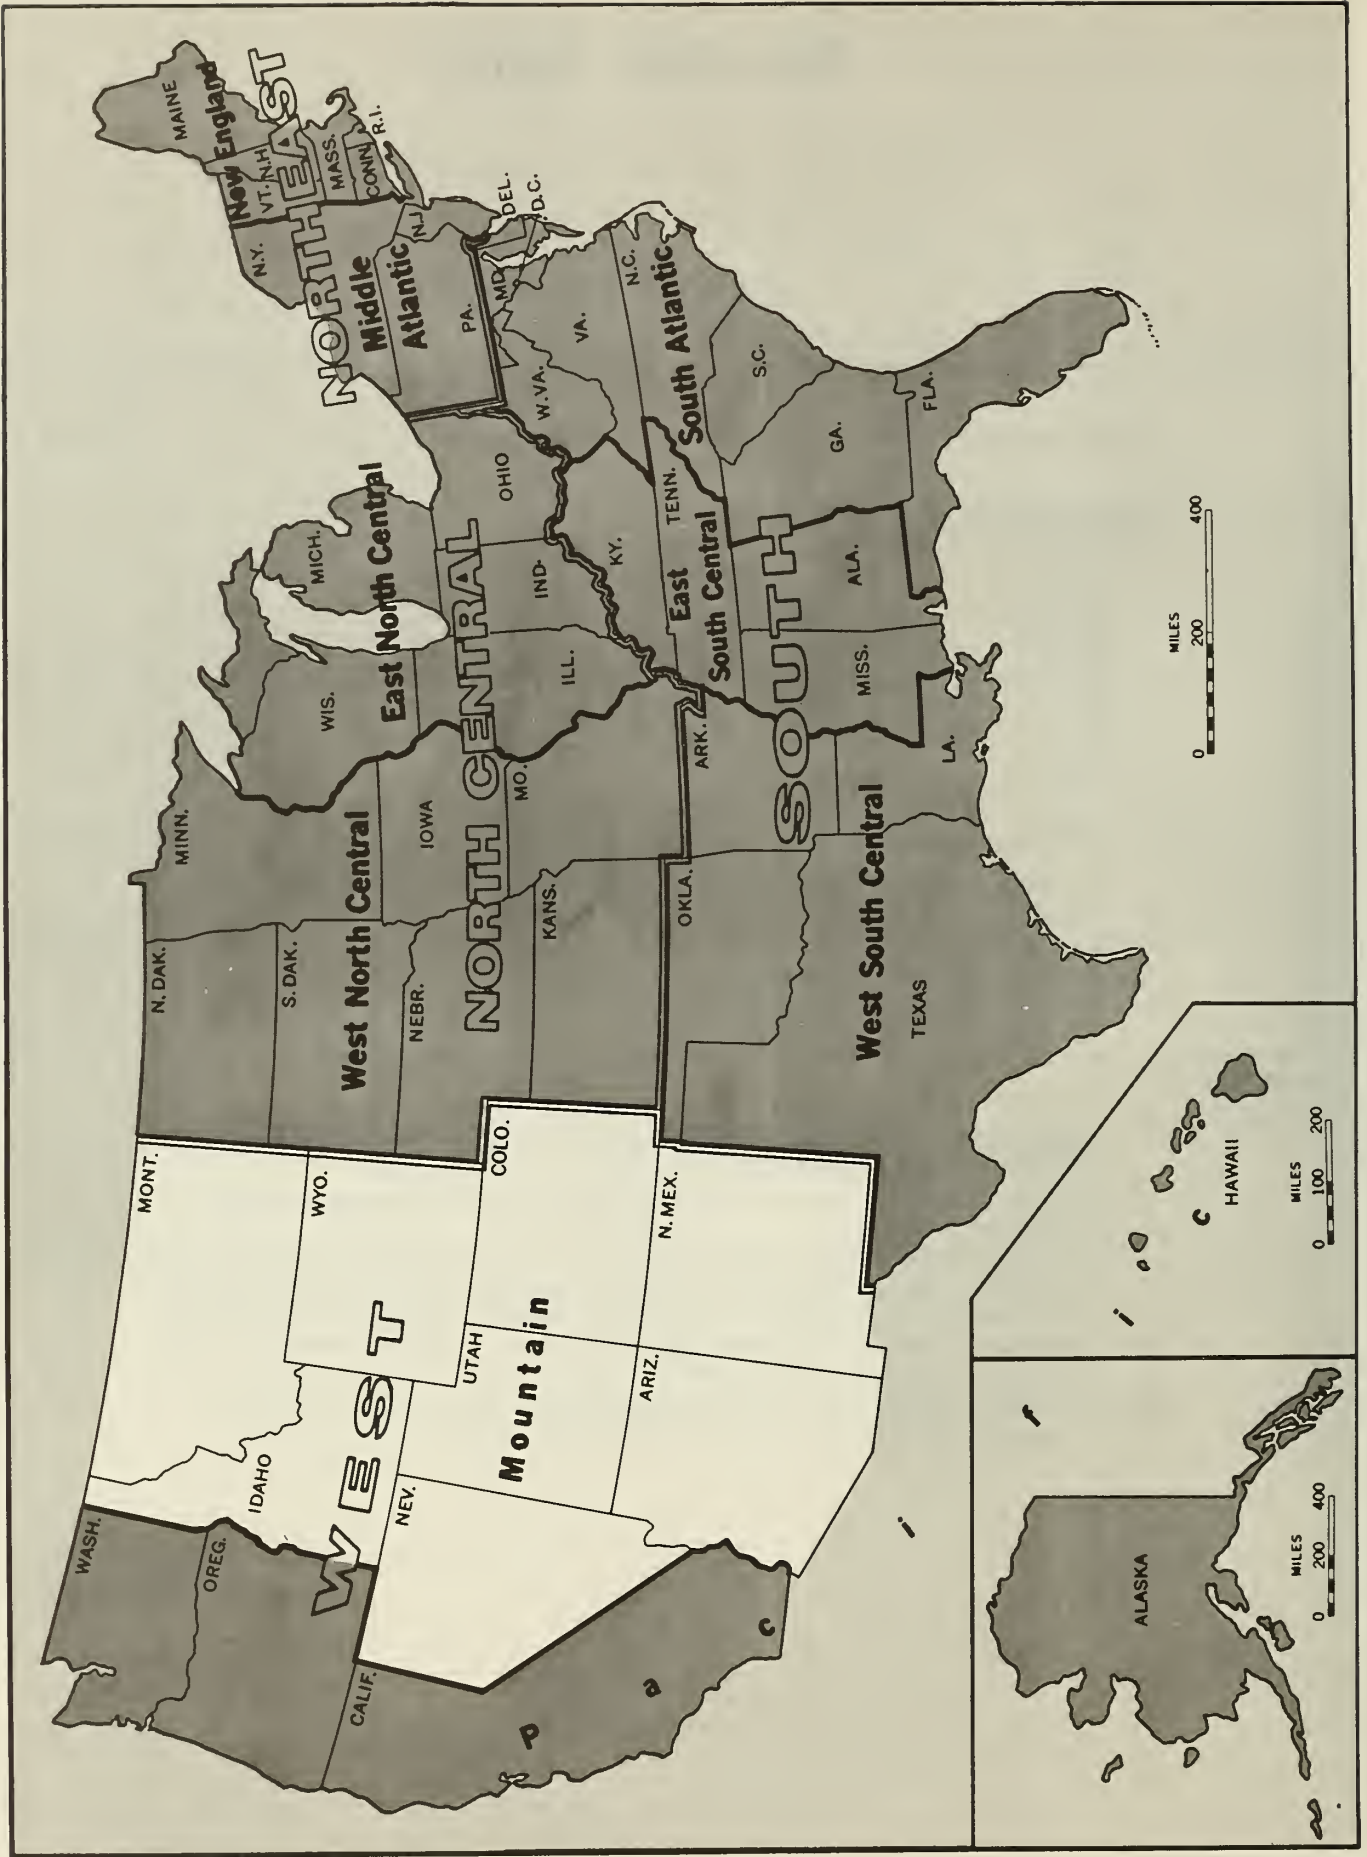 WEST
NORTH CENTRAL
NORTHEAST
SOUTH
Pacific
Mountain
West North Central
East North Central
Middle
Atlantic
New England
West South Central
East
South Central
South Atlantic
WASH.
OREG.
CALIF.
MONT.
IDAHO
WYO.
NEV.
UTAH
COLO.
ARIZ.
N. MEX.
N. DAK.
S. DAK.
NEBR.
KANS.
MINN.
IOWA
MO.
WIS.
MICH.
ILL.
IND.
OHIO
MAINE
VT.
N.H.
MASS.
CONN.
R.I.
N.Y.
N.J.
PA.
DEL.
D.C.
MD.
W. VA.
VA.
N.C.
S.C.
GA.
FLA.
KY.
TENN.
ALA.
MISS.
ARK.
LA.
OKLA.
TEXAS
ALASKA
MILES
0 200 400
HAWAII
MILES
0 100 200
MILES
0 200 400